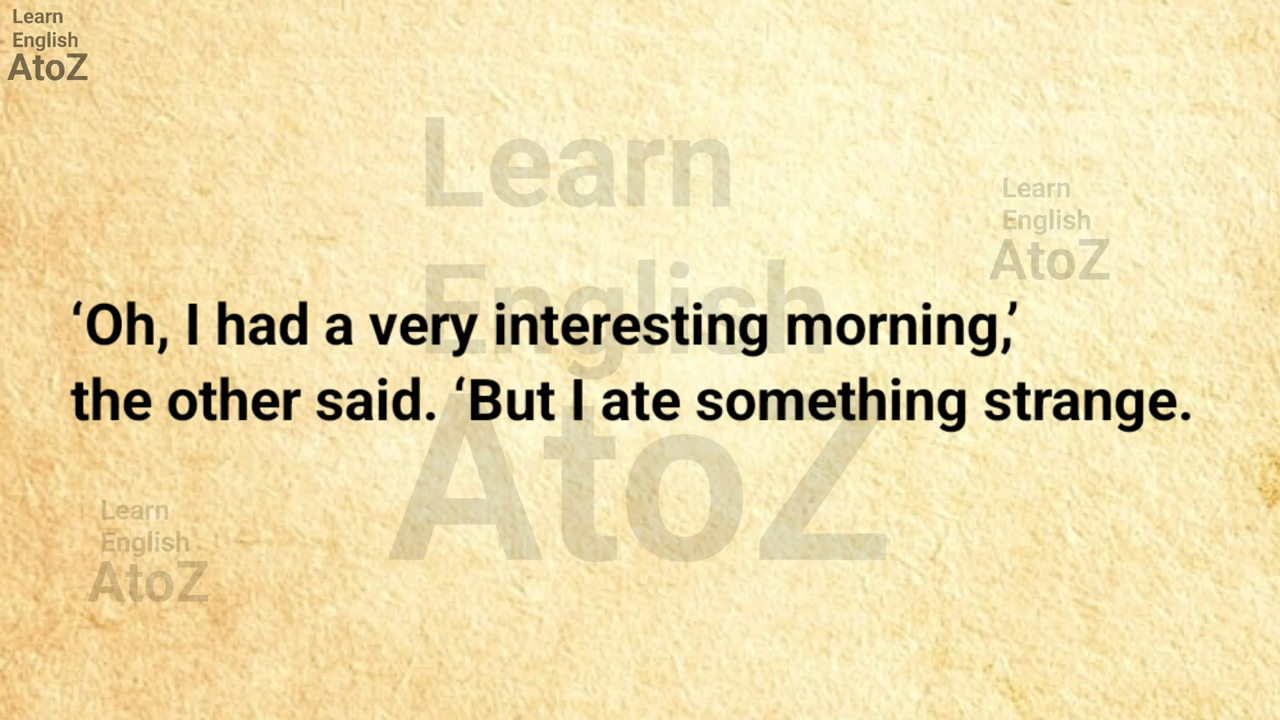 Learn
English
AtoZ
Learn
English
AtoZ
Learn
English
AtoZ
‘Oh, I had a very interesting morning,’
the other said. ‘But I ate something strange.
Learn
English
AtoZ